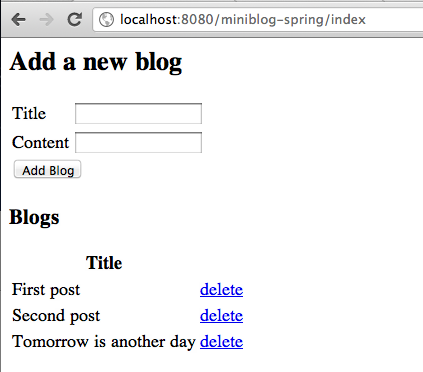 localhost:8080/miniblog-spring/index
Add a new blog
Title
Content
Add Blog
Blogs
Title
First post delete
Second post delete
Tomorrow is another day delete